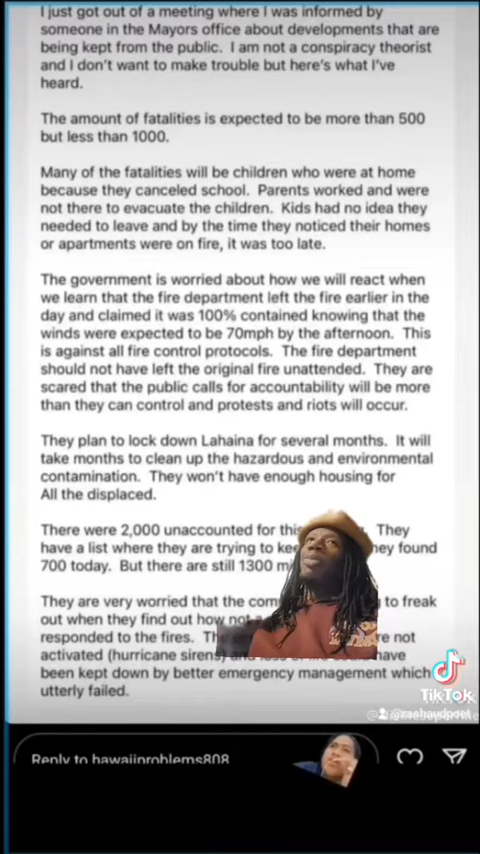 I just got out of a meeting where I was informed by
someone in the Mayors office about developments that are
being kept from the public. I am not a conspiracy theorist
and I don't want to make trouble but here's what I've
heard.
The amount of fatalities is expected to be more than 500
but less than 1000.
Many of the fatalities will be children who were at home
because they canceled school. Parents worked and were
not there to evacuate the children. Kids had no idea they
needed to leave and by the time they noticed their homes
or apartments were on fire, it was too late.
The government is worried about how we will react when
we learn that the fire department left the fire earlier in the
day and claimed it was 100% contained knowing that the
winds were expected to be 70mph by the afternoon. This
is against all fire control protocols. The fire department
should not have left the original fire unattended. They are
scared that the public calls for accountability will be more
than they can control and protests and riots will occur.
They plan to lock down Lahaina for several months. It will
take months to clean up the hazardous and environmental
contamination. They won't have enough housing for
All the displaced.
There were 2,000 unaccounted for They
have a list where they are trying to hey found
700 today. But there are still 1300
They are very worried that the to freak
out when they find out how
responded to the fires. not
activated (hurricane sirens) and have
been kept down by better emergency management which
utterly failed.
TikTok
@rashaydpoet
Reply to hawaiiproblems808